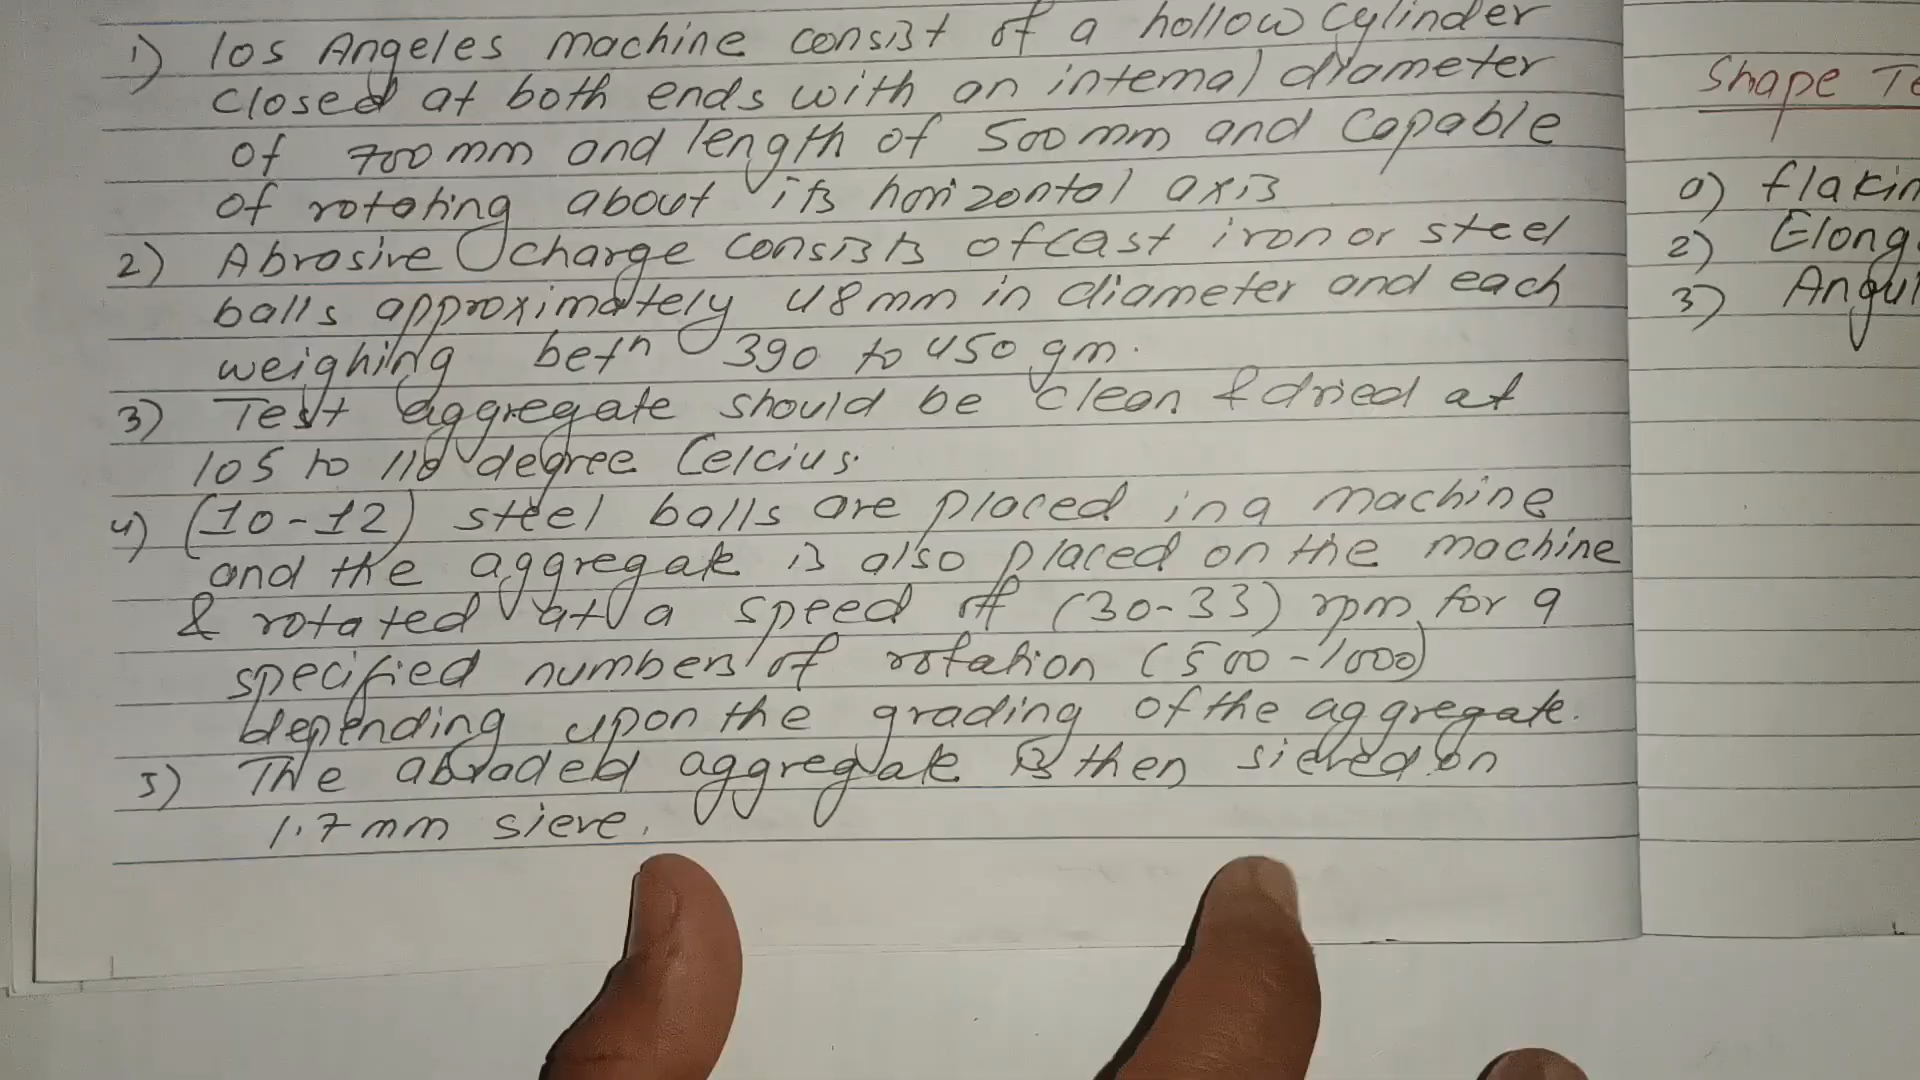 1) los Angeles machine consist of a hollow cylinder
closed at both ends with an internal diameter
of 700 mm and length of 500 mm and capable
of rotating about its horizontal axis
2) Abrasive charge consists of cast iron or steel
balls approximately 48 mm in diameter and each
weighing betn 390 to 450 gm.
3) Test aggregate should be clean & dried at
105 to 110 degree Celcius.
4) (10-12) steel balls are placed in a machine
and the aggregate is also placed on the machine
& rotated at a speed of (30-33) rpm for a
specified numbers of rotation (500-1000)
depending upon the grading of the aggregate.
5) The abraded aggregate is then sieved on
1.7 mm sieve.
Shape Te
a) flakin
2) Elong
3) Angul